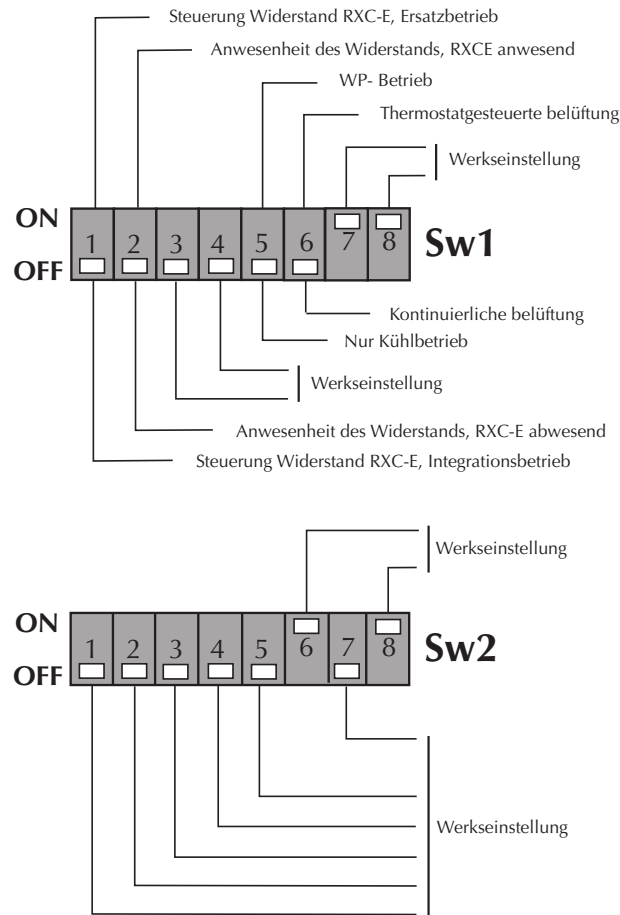 Steuerung Widerstand RXC-E, Ersatzbetrieb
Anwesenheit des Widerstands, RXCE anwesend
WP- Betrieb
Thermostatgesteuerte belüftung
Werkseinstellung
ON
1 2 3 4 5 6 7 8
Sw1
OFF
Kontinuierliche belüftung
Nur Kühlbetrieb
Werkseinstellung
Anwesenheit des Widerstands, RXC-E abwesend
Steuerung Widerstand RXC-E, Integrationsbetrieb
Werkseinstellung
ON
1 2 3 4 5 6 7 8
Sw2
OFF
Werkseinstellung